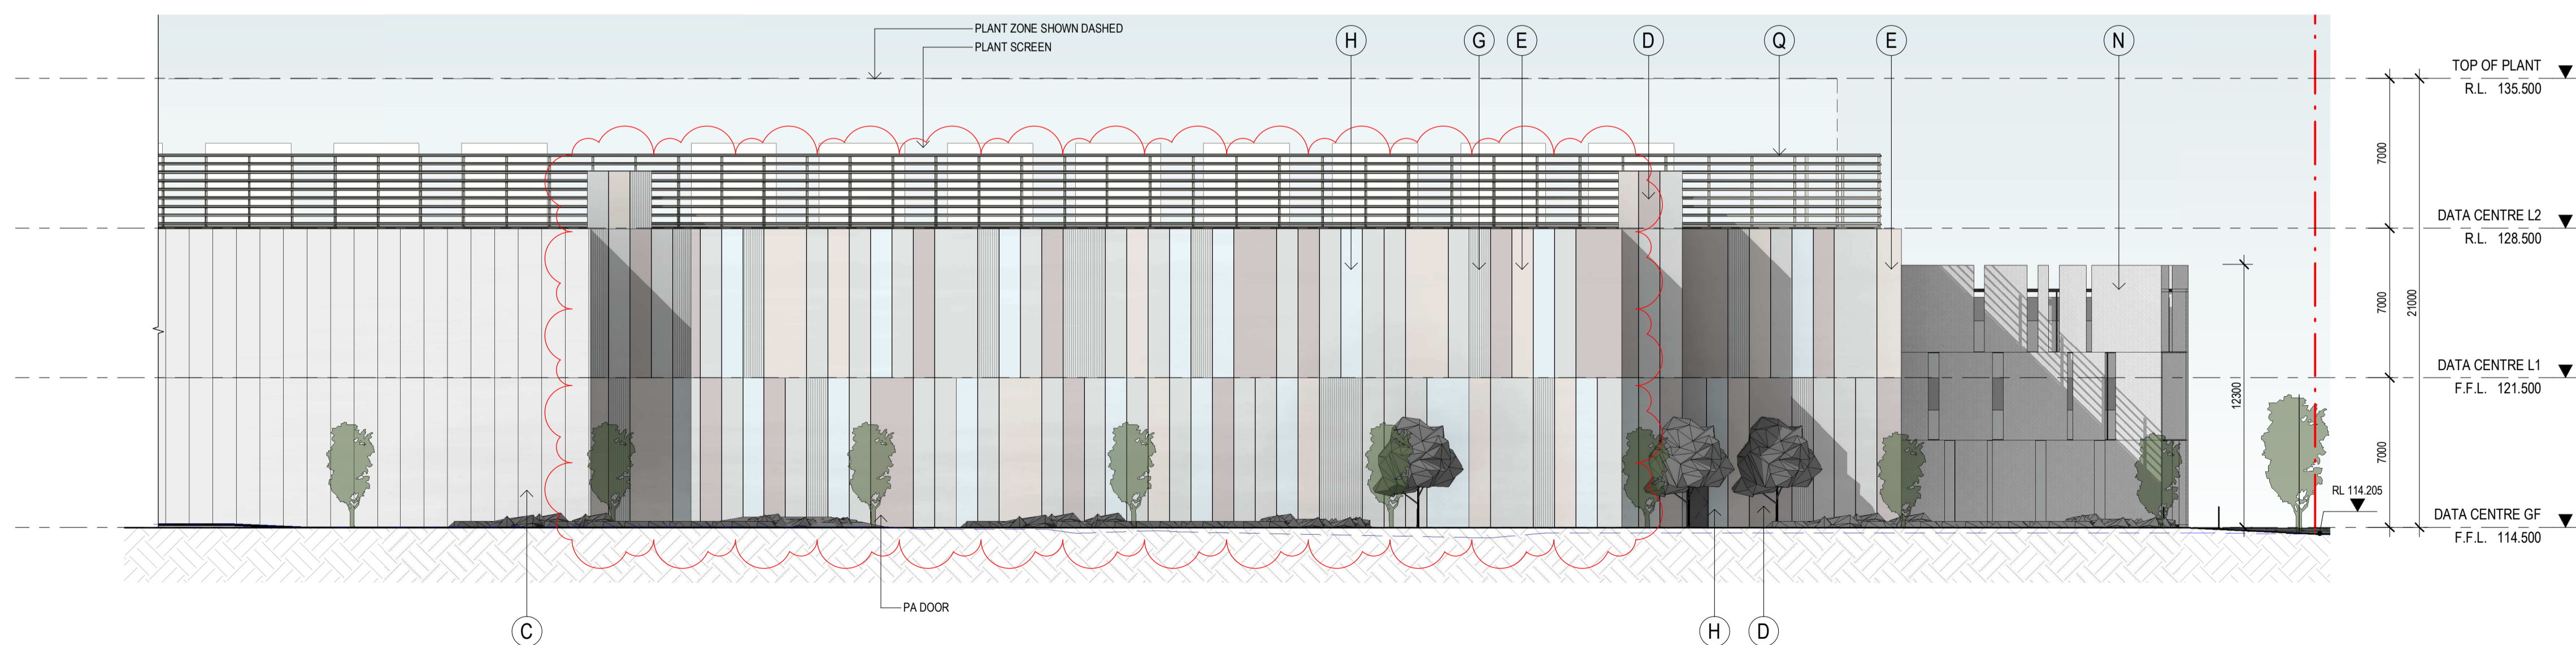 PLANT ZONE SHOWN DASHED
PLANT SCREEN
H
G
E
D
Q
E
N
TOP OF PLANT
R.L. 135.500
7000
DATA CENTRE L2
R.L. 128.500
7000
21000
12300
DATA CENTRE L1
F.F.L. 121.500
7000
RL 114.205
DATA CENTRE GF
F.F.L. 114.500
PA DOOR
C
H
D